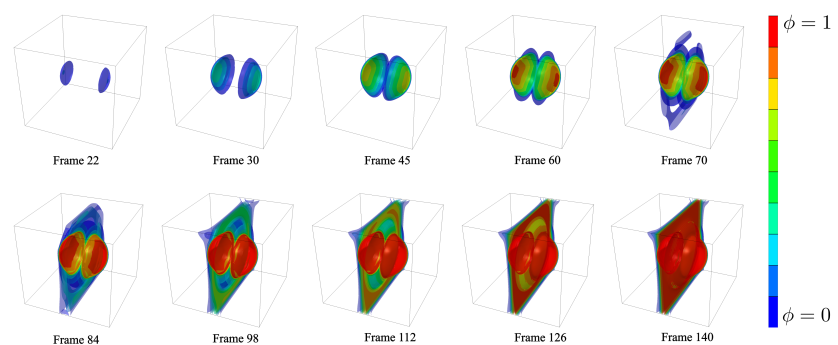 ϕ = 1
Frame 22
Frame 30
Frame 45
Frame 60
Frame 70
ϕ = 0
Frame 84
Frame 98
Frame 112
Frame 126
Frame 140